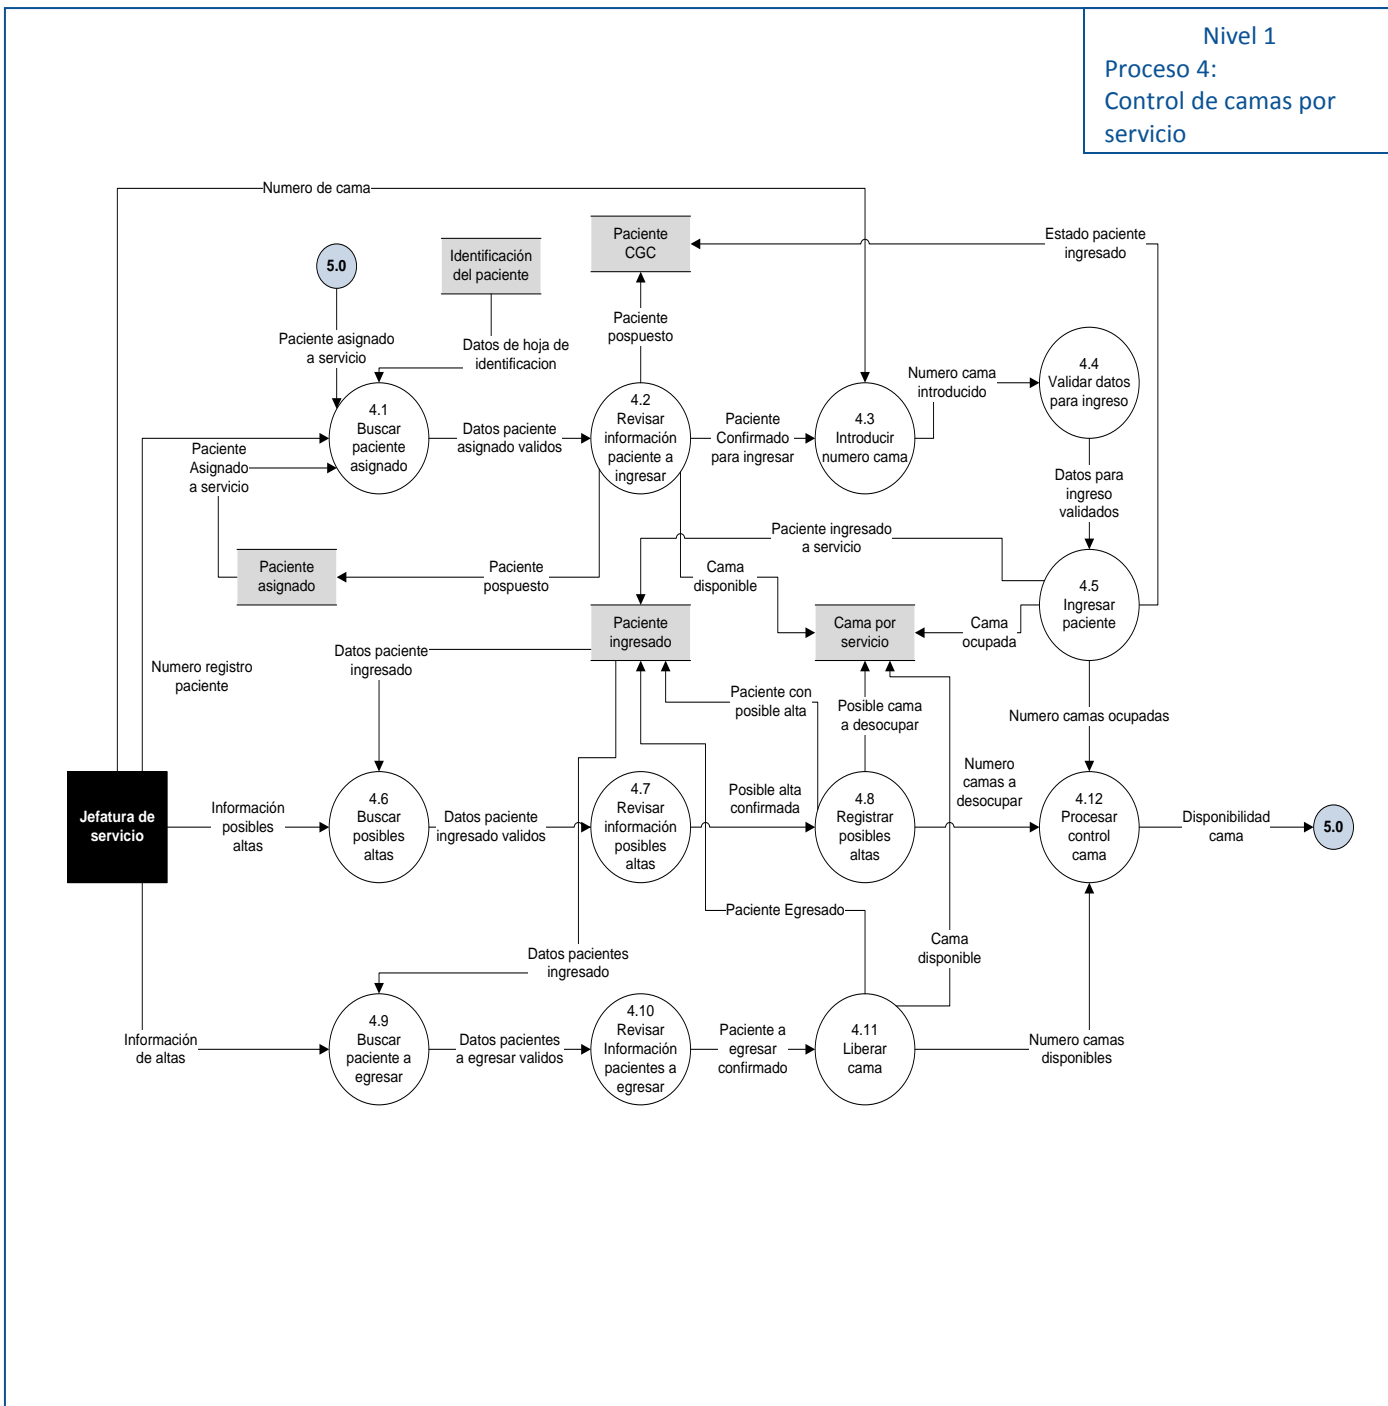 Nivel 1
Proceso 4:
Control de camas por
servicio
Numero de cama
5.0
Identificación
del paciente
Paciente
CGC
Estado paciente
ingresado
Paciente asignado
a servicio
Datos de hoja de
identificacion
Paciente
pospuesto
4.1
Buscar
paciente
asignado
Datos paciente
asignado validos
4.2
Revisar
información
paciente a
ingresar
Paciente
Confirmado
para ingresar
4.3
Introducir
numero cama
Numero cama
introducido
4.4
Validar datos
para ingreso
Paciente
Asignado
a servicio
Datos para
ingreso
validados
Paciente ingresado
a servicio
Paciente
asignado
Paciente
pospuesto
Cama
disponible
4.5
Ingresar
paciente
Paciente
ingresado
Cama por
servicio
Cama
ocupada
Datos paciente
ingresado
Numero registro
paciente
Paciente con
posible alta
Posible cama
a desocupar
Numero camas ocupadas
Jefatura de
servicio
Información
posibles
altas
4.6
Buscar
posibles
altas
Datos paciente
ingresado validos
4.7
Revisar
información
posibles
altas
Posible alta
confirmada
4.8
Registrar
posibles
altas
Numero
camas a
desocupar
4.12
Procesar
control
cama
Disponibilidad
cama
5.0
Paciente Egresado
Datos pacientes
ingresado
Cama
disponible
Información
de altas
4.9
Buscar
paciente a
egresar
Datos pacientes
a egresar validos
4.10
Revisar
Información
pacientes a
egresar
Paciente a
egresar
confirmado
4.11
Liberar
cama
Numero camas
disponibles